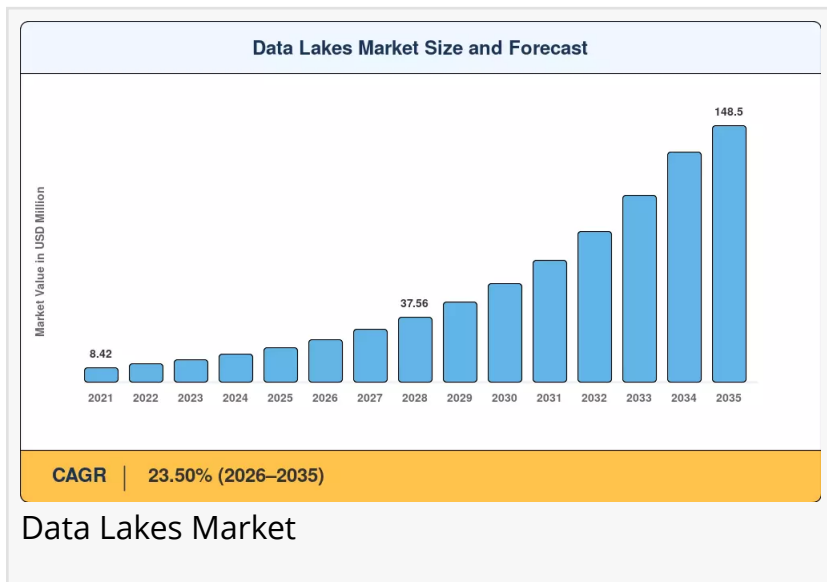 Data Lakes Market Size and Forecast
Market Value in USD Million
148.5
37.56
8.42
2021 2022 2023 2024 2025 2026 2027 2028 2029 2030 2031 2032 2033 2034 2035
CAGR | 23.50% (2026–2035)
Data Lakes Market